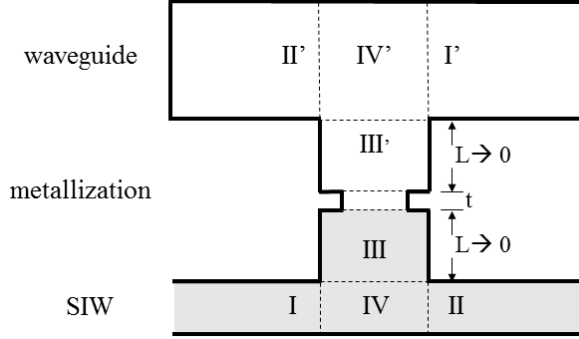 waveguide II’ IV’ I’
III’ L→ 0
metallization t
III L→ 0
SIW I IV II